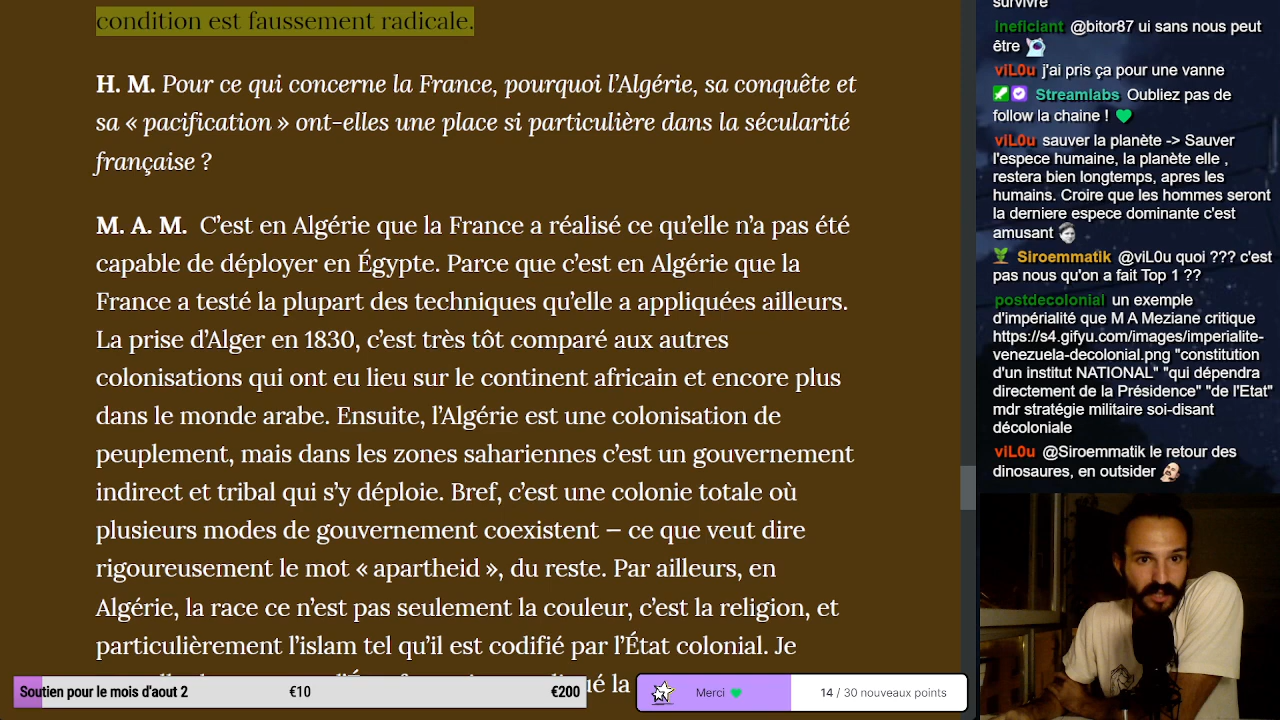 condition est faussement radicale.
H. M. Pour ce qui concerne la France, pourquoi l’Algérie, sa conquête et
sa « pacification » ont-elles une place si particulière dans la sécularité
française ?
M. A. M. C’est en Algérie que la France a réalisé ce qu’elle n’a pas été
capable de déployer en Égypte. Parce que c’est en Algérie que la
France a testé la plupart des techniques qu’elle a appliquées ailleurs.
La prise d’Alger en 1830, c’est très tôt comparé aux autres
colonisations qui ont eu lieu sur le continent africain et encore plus
dans le monde arabe. Ensuite, l’Algérie est une colonisation de
peuplement, mais dans les zones sahariennes c’est un gouvernement
indirect et tribal qui s’y déploie. Bref, c’est une colonie totale où
plusieurs modes de gouvernement coexistent — ce que veut dire
rigoureusement le mot « apartheid », du reste. Par ailleurs, en
Algérie, la race ce n’est pas seulement la couleur, c’est la religion, et
particulièrement l’islam tel qu’il est codifié par l’État colonial. Je
Soutien pour le mois d'aout 2 €10 €200
Merci 14 / 30 nouveaux points
survivre
Ineficiant @bitor87 ui sans nous peut
être
viL0u j'ai pris ça pour une vanne
Streamlabs Oubliez pas de
follow la chaine !
viL0u sauver la planète -> Sauver
l'espece humaine, la planète elle ,
restera bien longtemps, apres les
humains. Croire que les hommes seront
la derniere espece dominante c'est
amusant
Siroemmatik @viL0u quoi ??? c'est
pas nous qu'on a fait Top 1 ??
postdecolonial un exemple
d'impérialité que M A Meziane critique
https://s4.gifyu.com/images/imperialite-
venezuela-decolonial.png "constitution
d'un institut NATIONAL" "qui dépendra
directement de la Présidence" "de l'Etat"
mdr stratégie militaire soi-disant
décoloniale
viL0u @Siroemmatik le retour des
dinosaures, en outsider